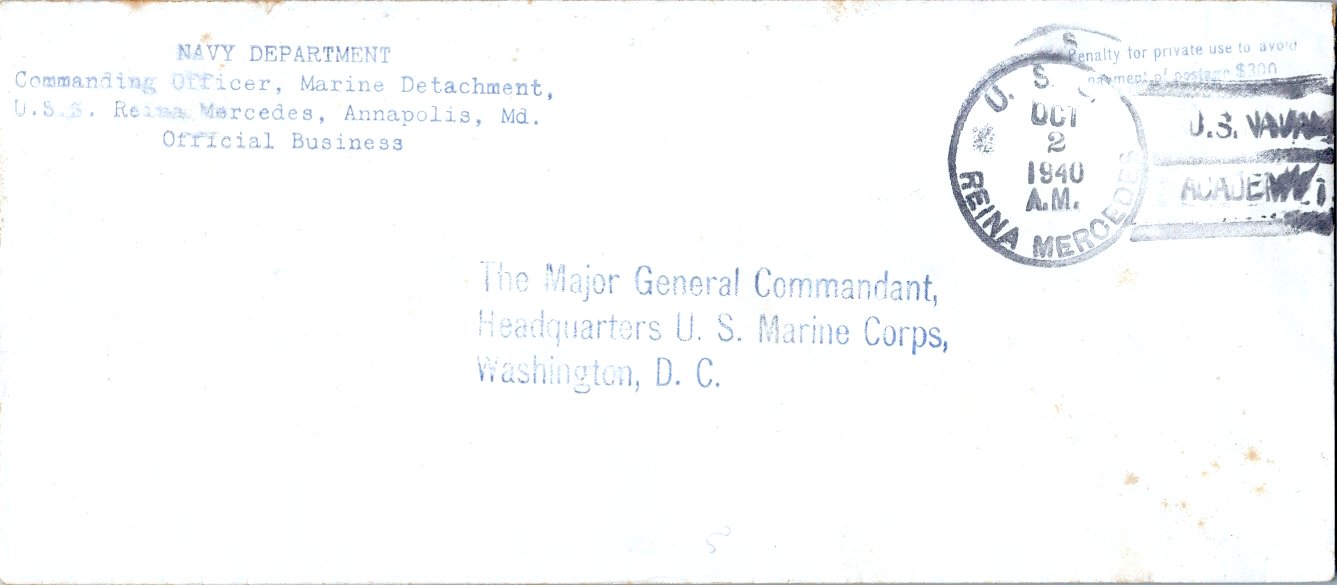 NAVY DEPARTMENT
Commanding Officer, Marine Detachment,
U.S.S. Reina Mercedes, Annapolis, Md.
Official Business
Penalty for private use to avoid
payment of postage $300
U. S. S.
OCT
2
1940
A.M.
REINA MERCEDES
U.S. NAVAL
ACADEMY
The Major General Commandant,
Headquarters U. S. Marine Corps,
Washington, D. C.